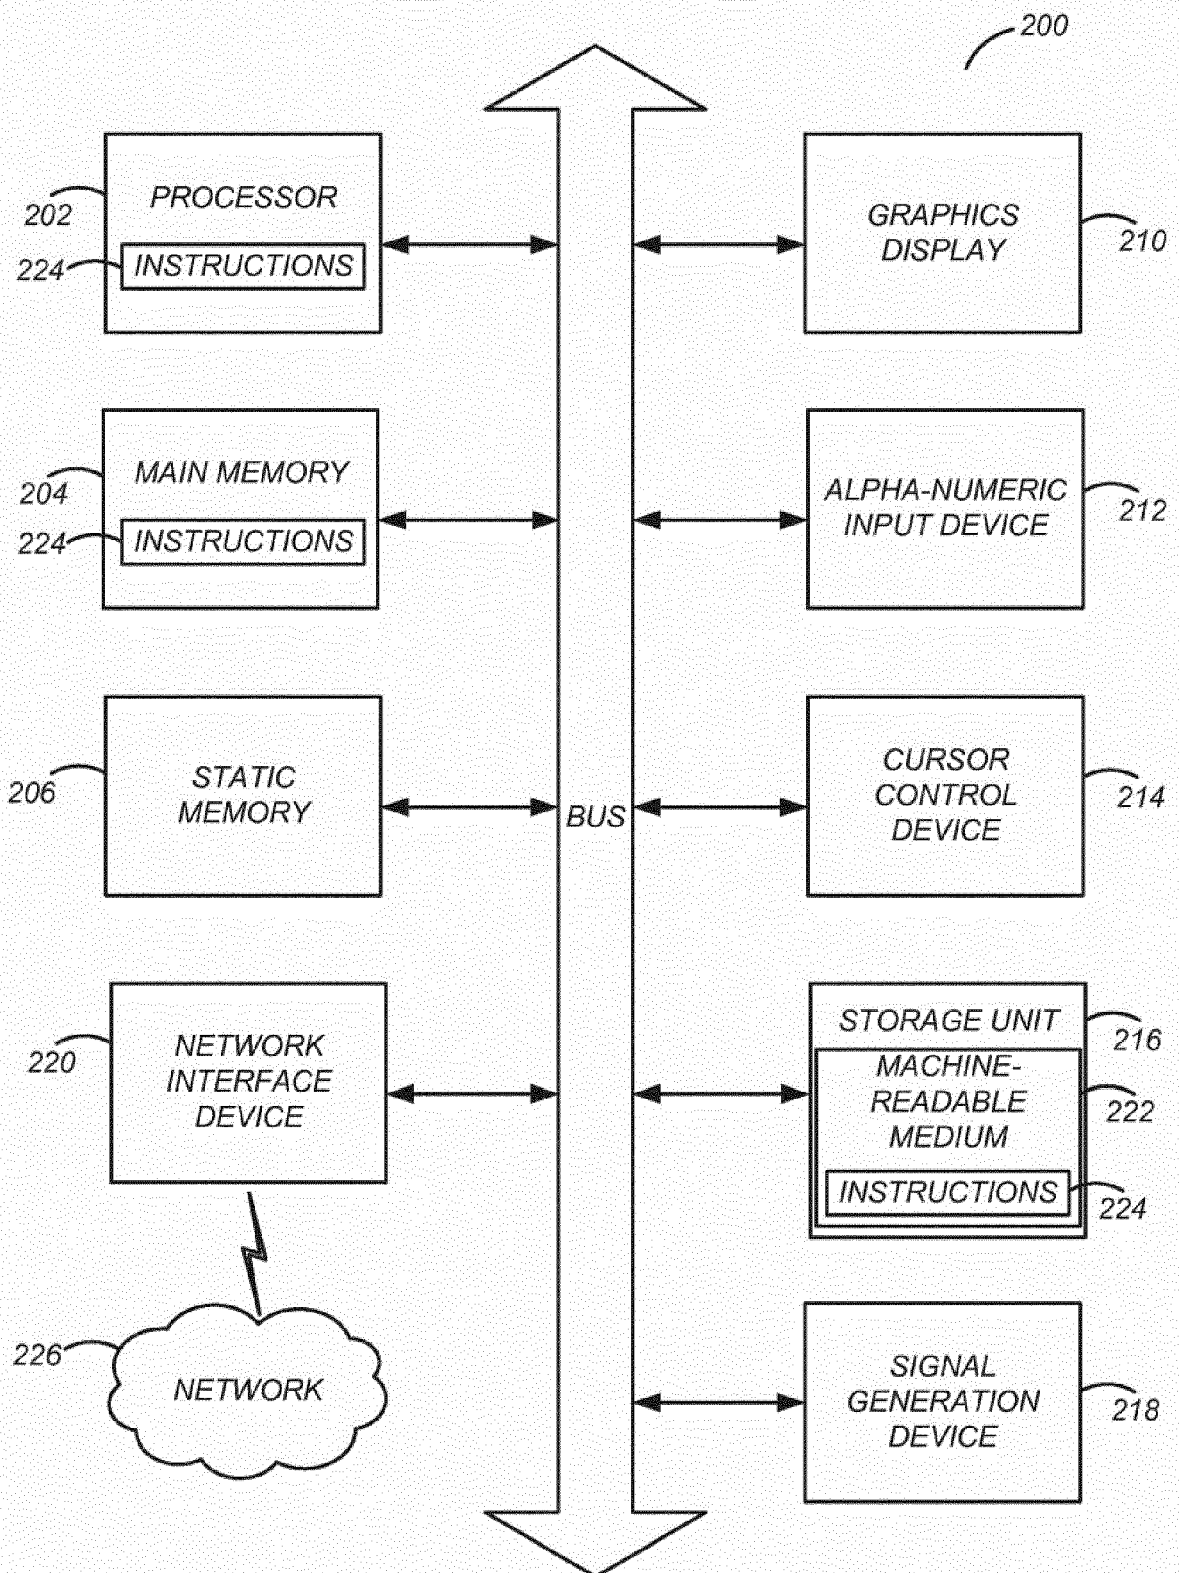 200
PROCESSOR
202
224
INSTRUCTIONS
GRAPHICS
DISPLAY
210
MAIN MEMORY
204
224
INSTRUCTIONS
ALPHA-NUMERIC
INPUT DEVICE
212
STATIC
MEMORY
206
BUS
CURSOR
CONTROL
DEVICE
214
NETWORK
INTERFACE
DEVICE
220
STORAGE UNIT
216
MACHINE-
READABLE
MEDIUM
222
INSTRUCTIONS
224
226
NETWORK
SIGNAL
GENERATION
DEVICE
218